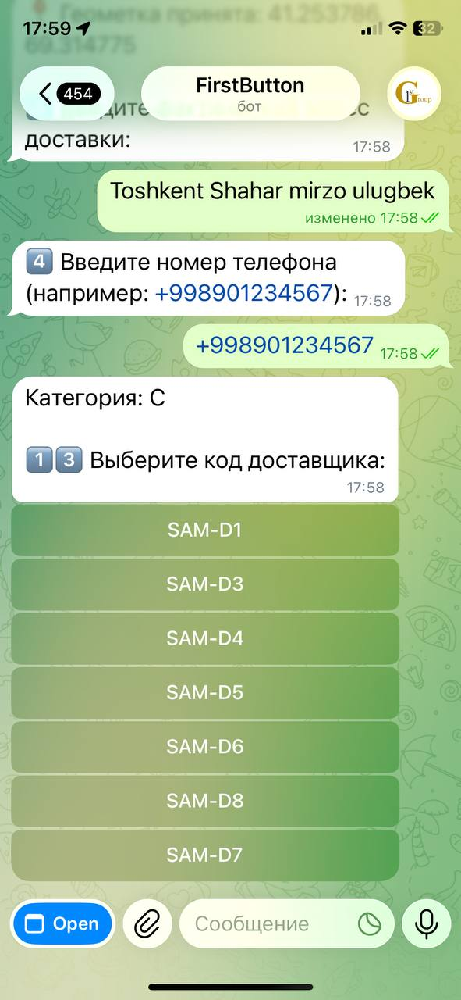 17:59
32
Геометка принята: 41.253786,
69.314775
454
FirstButton
бот
G 1st roup
доставки:
17:58
Toshkent Shahar mirzo ulugbek
изменено 17:58
4 Введите номер телефона
(например: +998901234567): 17:58
+998901234567 17:58
Категория: C
1 3 Выберите код доставщика:
17:58
SAM-D1
SAM-D3
SAM-D4
SAM-D5
SAM-D6
SAM-D8
SAM-D7
Open
Сообщение